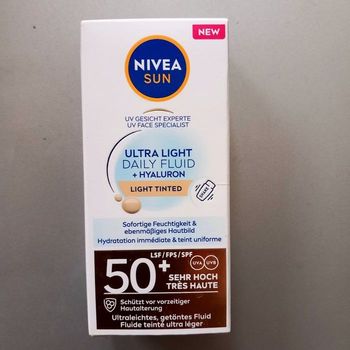 NEW
NIVEA
SUN
UV GESICHT EXPERTE
UV FACE SPECIALIST
ULTRA LIGHT
DAILY FLUID
+ HYALURON
LIGHT TINTED
SHAKE
Sofortige Feuchtigkeit &
ebenmäßiges Hautbild
Hydratation immédiate & teint uniforme
LSF/FPS/SPF
50+
UVA UVB
SEHR HOCH
TRÈS HAUTE
Schützt vor vorzeitiger
Hautalterung
Ultraleichtes, getöntes Fluid
Fluide teinté ultra léger